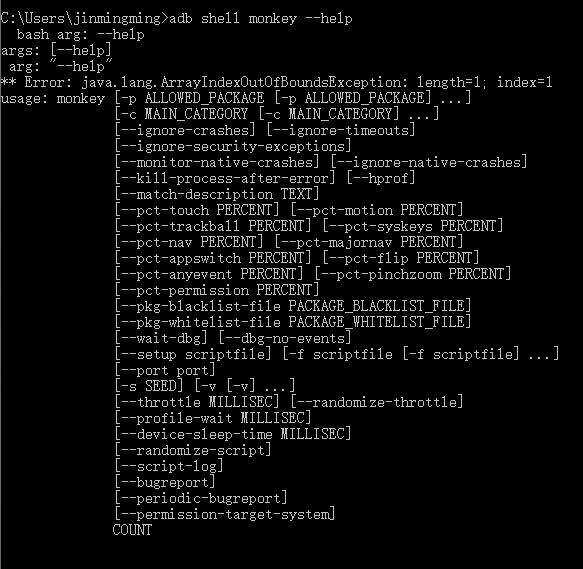 C:\Users\jinmingming>adb shell monkey --help
bash arg: --help
args: [--help]
arg: "--help"
** Error: java.lang.ArrayIndexOutOfBoundsException: length=1; index=1
usage: monkey [-p ALLOWED_PACKAGE [-p ALLOWED_PACKAGE] ...]
[-c MAIN_CATEGORY [-c MAIN_CATEGORY] ...]
[--ignore-crashes] [--ignore-timeouts]
[--ignore-security-exceptions]
[--monitor-native-crashes] [--ignore-native-crashes]
[--kill-process-after-error] [--hprof]
[--match-description TEXT]
[--pct-touch PERCENT] [--pct-motion PERCENT]
[--pct-trackball PERCENT] [--pct-syskeys PERCENT]
[--pct-nav PERCENT] [--pct-majornav PERCENT]
[--pct-appswitch PERCENT] [--pct-flip PERCENT]
[--pct-anyevent PERCENT] [--pct-pinchzoom PERCENT]
[--pct-permission PERCENT]
[--pkg-blacklist-file PACKAGE_BLACKLIST_FILE]
[--pkg-whitelist-file PACKAGE_WHITELIST_FILE]
[--wait-dbg] [--dbg-no-events]
[--setup scriptfile] [-f scriptfile [-f scriptfile] ...]
[--port port]
[-s SEED] [-v [-v] ...]
[--throttle MILLISEC] [--randomize-throttle]
[--profile-wait MILLISEC]
[--device-sleep-time MILLISEC]
[--randomize-script]
[--script-log]
[--bugreport]
[--periodic-bugreport]
[--permission-target-system]
COUNT